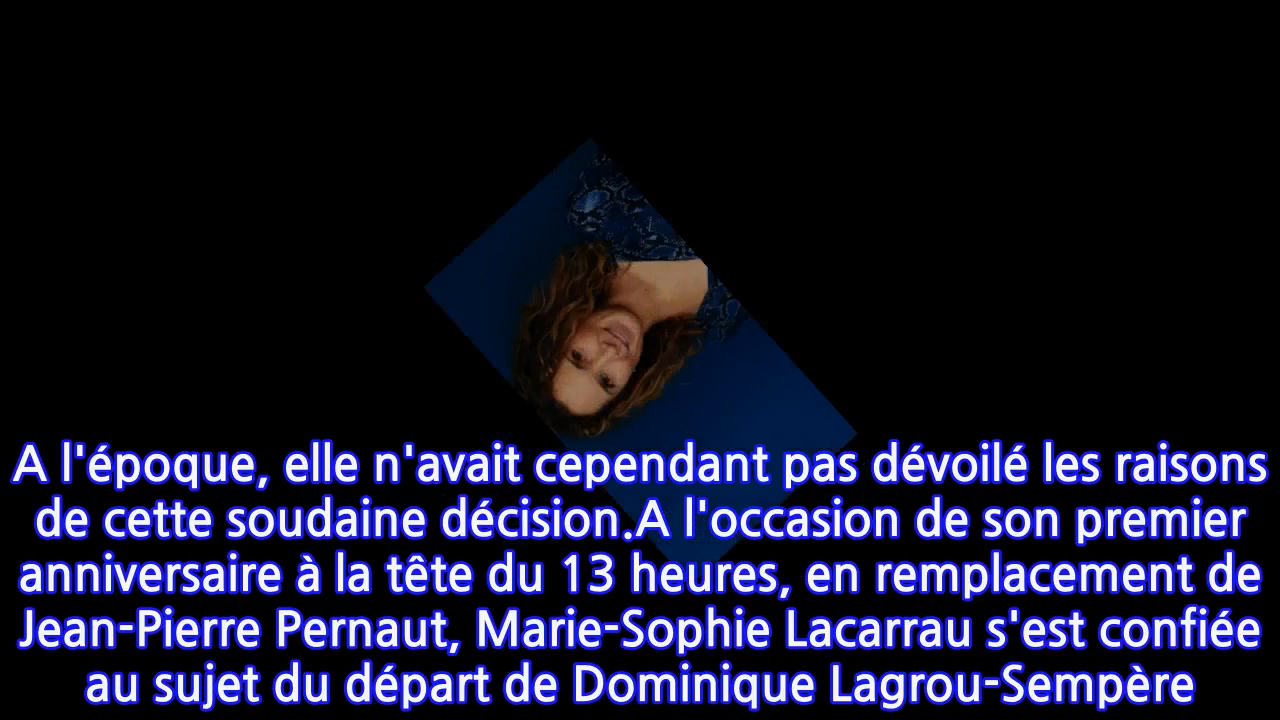 A l'époque, elle n'avait cependant pas dévoilé les raisons
de cette soudaine décision.A l'occasion de son premier
anniversaire à la tête du 13 heures, en remplacement de
Jean-Pierre Pernaut, Marie-Sophie Lacarrau s'est confiée
au sujet du départ de Dominique Lagrou-Sempère